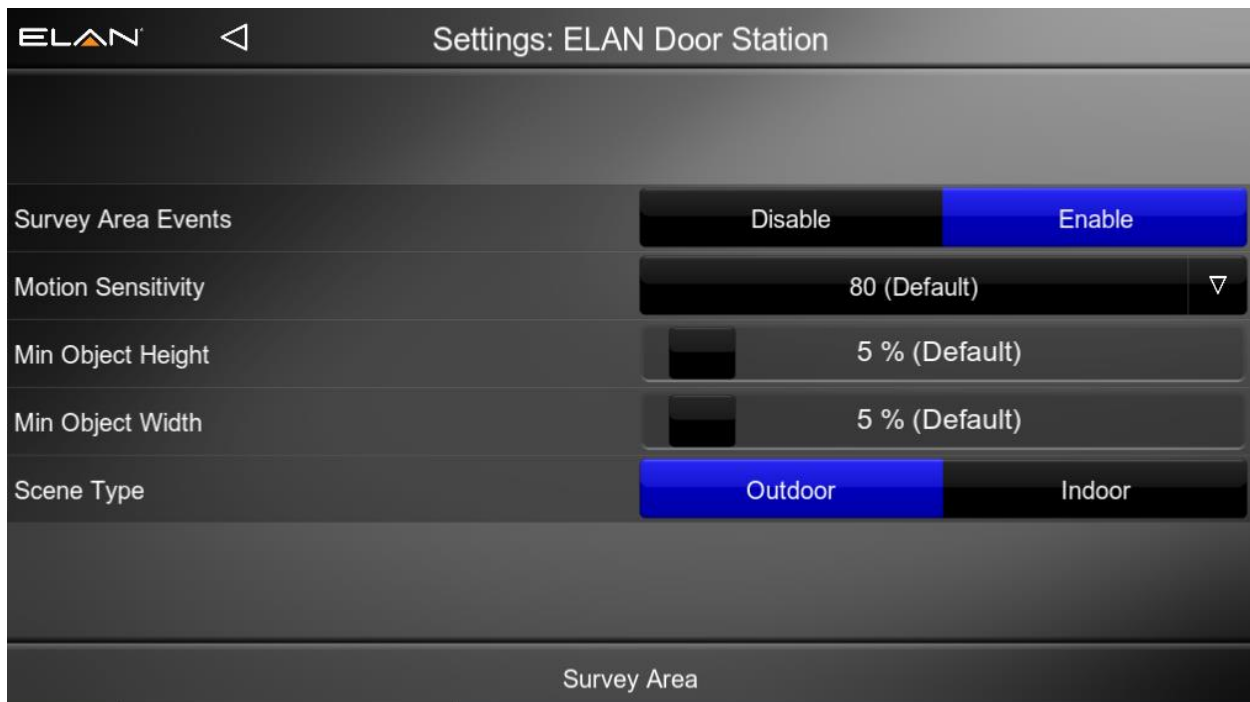 ELAN Settings: ELAN Door Station
Survey Area Events Disable Enable
Motion Sensitivity 80 (Default)
Min Object Height 5 % (Default)
Min Object Width 5 % (Default)
Scene Type Outdoor Indoor
Survey Area